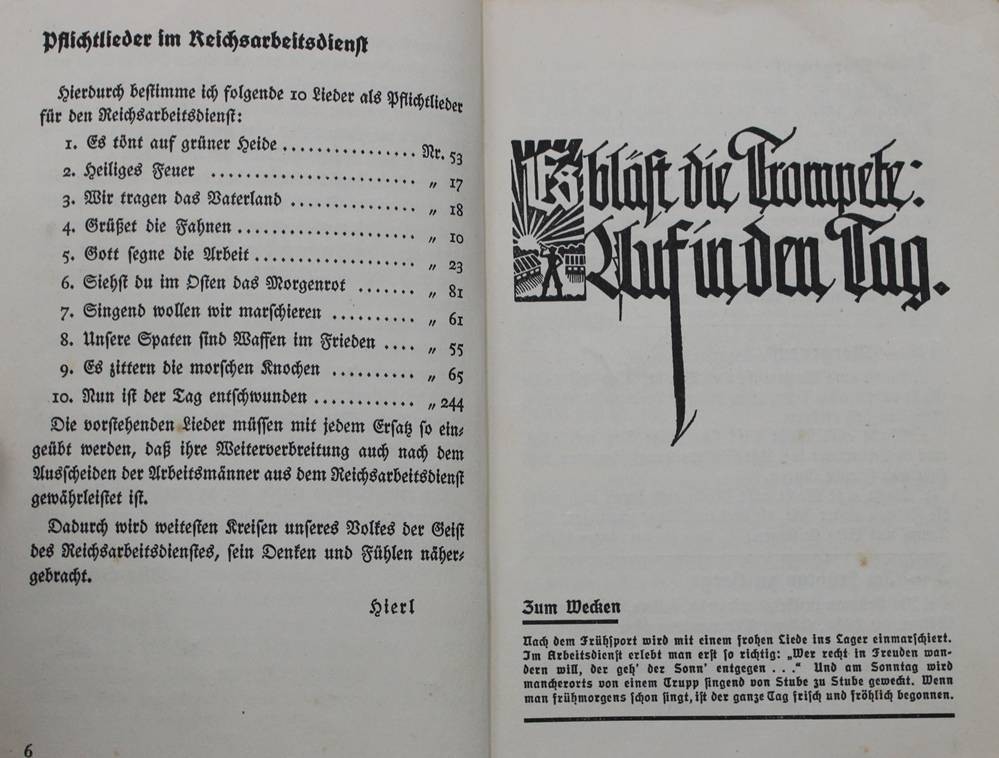 Pflichtlieder im Reichsarbeitsdienst
Hierdurch bestimme ich folgende 10 Lieder als Pflichtlieder
für den Reichsarbeitsdienst:
1. Es tönt auf grüner Heide ................ Nr. 53
2. Heiliges Feuer ........................ „ 17
3. Wir tragen das Vaterland ............... „ 18
4. Grüßet die Fahnen ..................... „ 10
5. Gott segne die Arbeit ................... „ 23
6. Siehst du im Osten das Morgenrot ....... „ 81
7. Singend wollen wir marschieren .......... „ 61
8. Unsere Spaten sind Waffen im Frieden .... „ 55
9. Es zittern die morschen Knochen .......... „ 65
10. Nun ist der Tag entschwunden ............ „ 244
Die vorstehenden Lieder müssen mit jedem Ersatz so ein-
geübt werden, daß ihre Weiterverbreitung auch nach dem
Ausscheiden der Arbeitsmänner aus dem Reichsarbeitsdienst
gewährleistet ist.
Dadurch wird weitesten Kreisen unseres Volkes der Geist
des Reichsarbeitsdienstes, sein Denken und Fühlen näher-
gebracht.
Hierl
6
Es bläst die Trompete:
Auf in den Tag.
Zum Wecken
Nach dem Frühsport wird mit einem frohen Liede ins Lager einmarschiert.
Im Arbeitsdienst erlebt man erst so richtig: „Wer recht in Freuden wan-
dern will, der geh' der Sonn' entgegen . . ." Und am Sonntag wird
mancherorts von einem Trupp singend von Stube zu Stube geweckt. Wenn
man frühmorgens schon singt, ist der ganze Tag frisch und fröhlich begonnen.